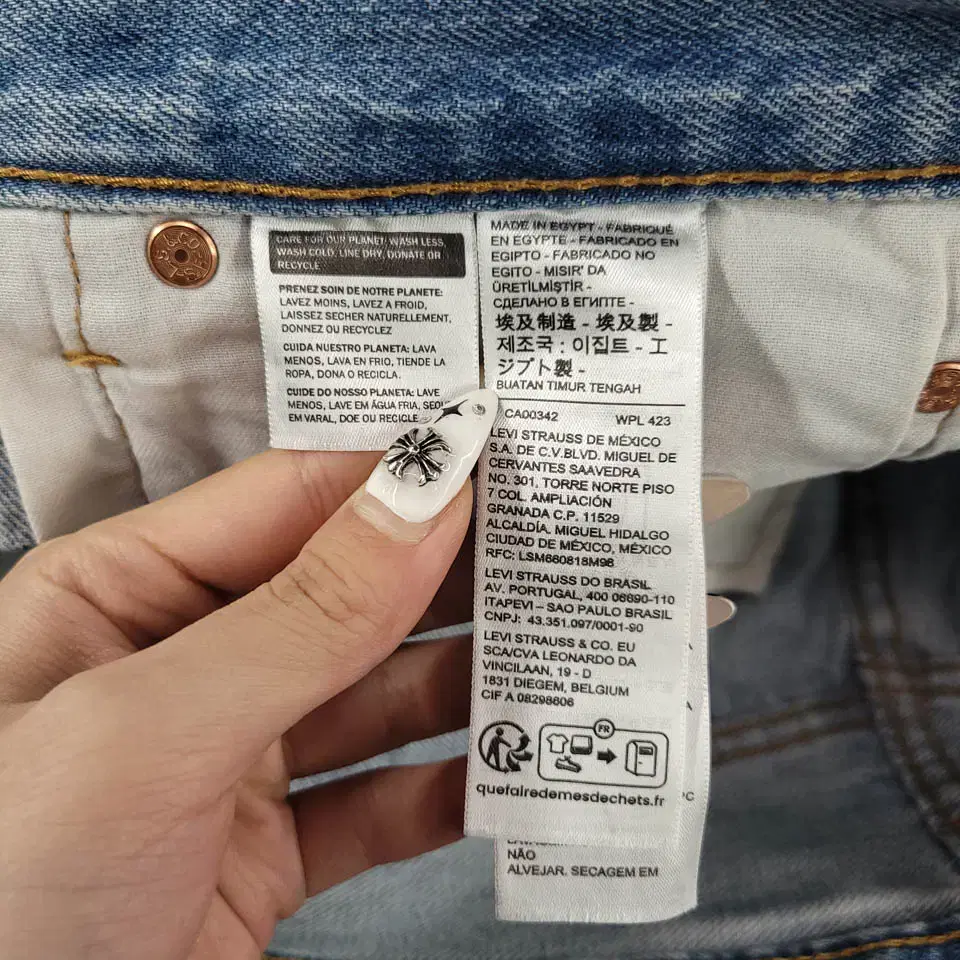 CARE FOR OUR PLANET: WASH LESS,
WASH COLD, LINE DRY, DONATE OR
RECYCLE
PRENEZ SOIN DE NOTRE PLANETE:
LAVEZ MOINS, LAVEZ A FROID,
LAISSEZ SECHER NATURELLEMENT,
DONNEZ OU RECYCLEZ
CUIDA NUESTRO PLANETA: LAVA
MENOS, LAVA EN FRIO, TIENDE LA
ROPA, DONA O RECICLA.
CUIDE DO NOSSO PLANETA: LAVE
MENOS, LAVE EM ÁGUA FRIA,
EM VARAL, DOE OU RECICLE
MADE IN EGYPT - FABRIQUÉ
EN ÉGYPTE - FABRICADO EN
EGIPTO - FABRICADO NO
EGITO - MISIR' DA
ÜRETİLMİŞTİR -
СДЕЛАНО В ЕГИПТЕ -
埃及制造 - 埃及製 -
제조국 : 이집트 - エ
ジプト製 -
BUATAN TIMUR TENGAH
CA00342 WPL 423
LEVI STRAUSS DE MÉXICO
S.A. DE C.V.BLVD. MIGUEL DE
CERVANTES SAAVEDRA
NO. 301, TORRE NORTE PISO
7 COL. AMPLIACIÓN
GRANADA C.P. 11529
ALCALDÍA. MIGUEL HIDALGO
CIUDAD DE MÉXICO, MÉXICO
RFC: LSM660818M98
LEVI STRAUSS DO BRASIL
AV. PORTUGAL, 400 06690-110
ITAPEVI – SAO PAULO BRASIL
CNPJ: 43.351.097/0001-90
LEVI STRAUSS & CO. EU
SCA/CVA LEONARDO DA
VINCILAAN, 19 - D
1831 DIEGEM, BELGIUM
CIF A 08298606
FR
quefairedemesdechets.fr
NÃO
ALVEJAR. SECAGEM EM